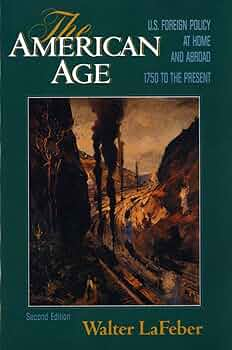 The
AMERICAN
AGE
U.S. FOREIGN POLICY
AT HOME
AND ABROAD
1750 TO THE PRESENT
Second Edition
Walter LaFeber